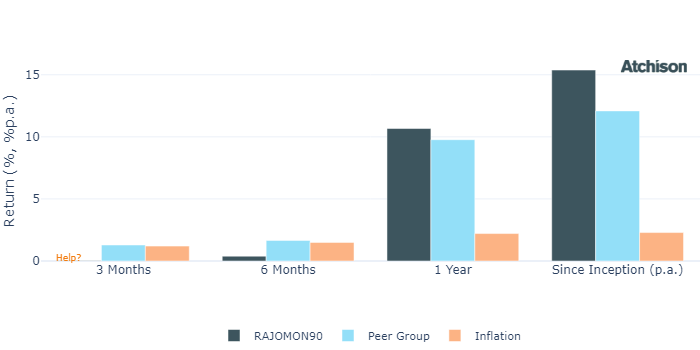 Atchison
Return (%, %p.a.)
15
10
5
0
Help?
3 Months
6 Months
1 Year
Since Inception (p.a.)
RAJOMON90
Peer Group
Inflation